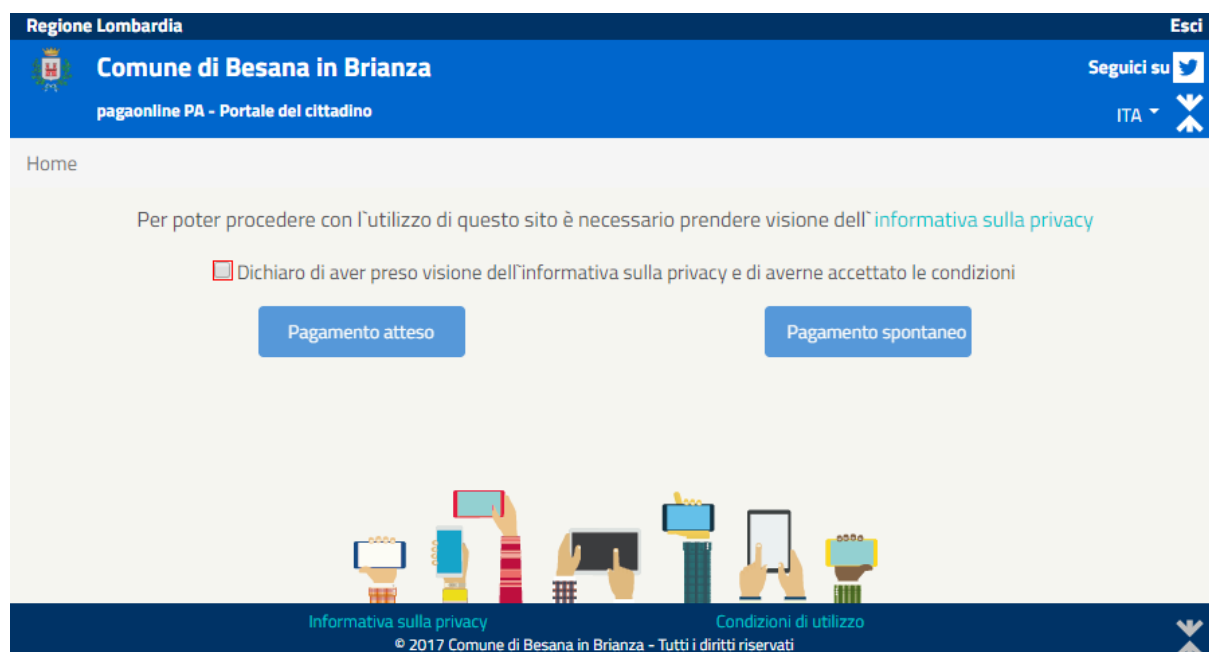 Regione Lombardia Esci
Comune di Besana in Brianza Seguici su
pagaonline PA - Portale del cittadino ITA
Home
Per poter procedere con l`utilizzo di questo sito è necessario prendere visione dell` informativa sulla privacy
Dichiaro di aver preso visione dell`informativa sulla privacy e di averne accettato le condizioni
Pagamento atteso Pagamento spontaneo
Informativa sulla privacy Condizioni di utilizzo
© 2017 Comune di Besana in Brianza - Tutti i diritti riservati